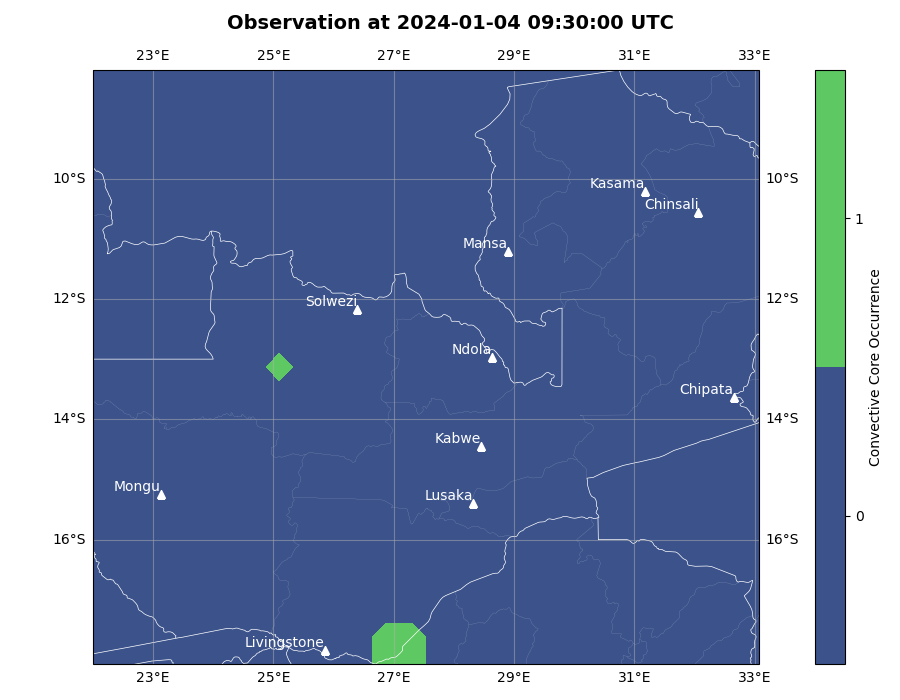 Observation at 2024-01-04 09:30:00 UTC
23°E 25°E 27°E 29°E 31°E 33°E
10°S 10°S
Kasama
Chinsali
Mansa
12°S 12°S
Solwezi
Ndola
Chipata
14°S 14°S
Kabwe
Mongu
Lusaka
16°S 16°S
Livingstone
23°E 25°E 27°E 29°E 31°E 33°E
1
0
Convective Core Occurrence